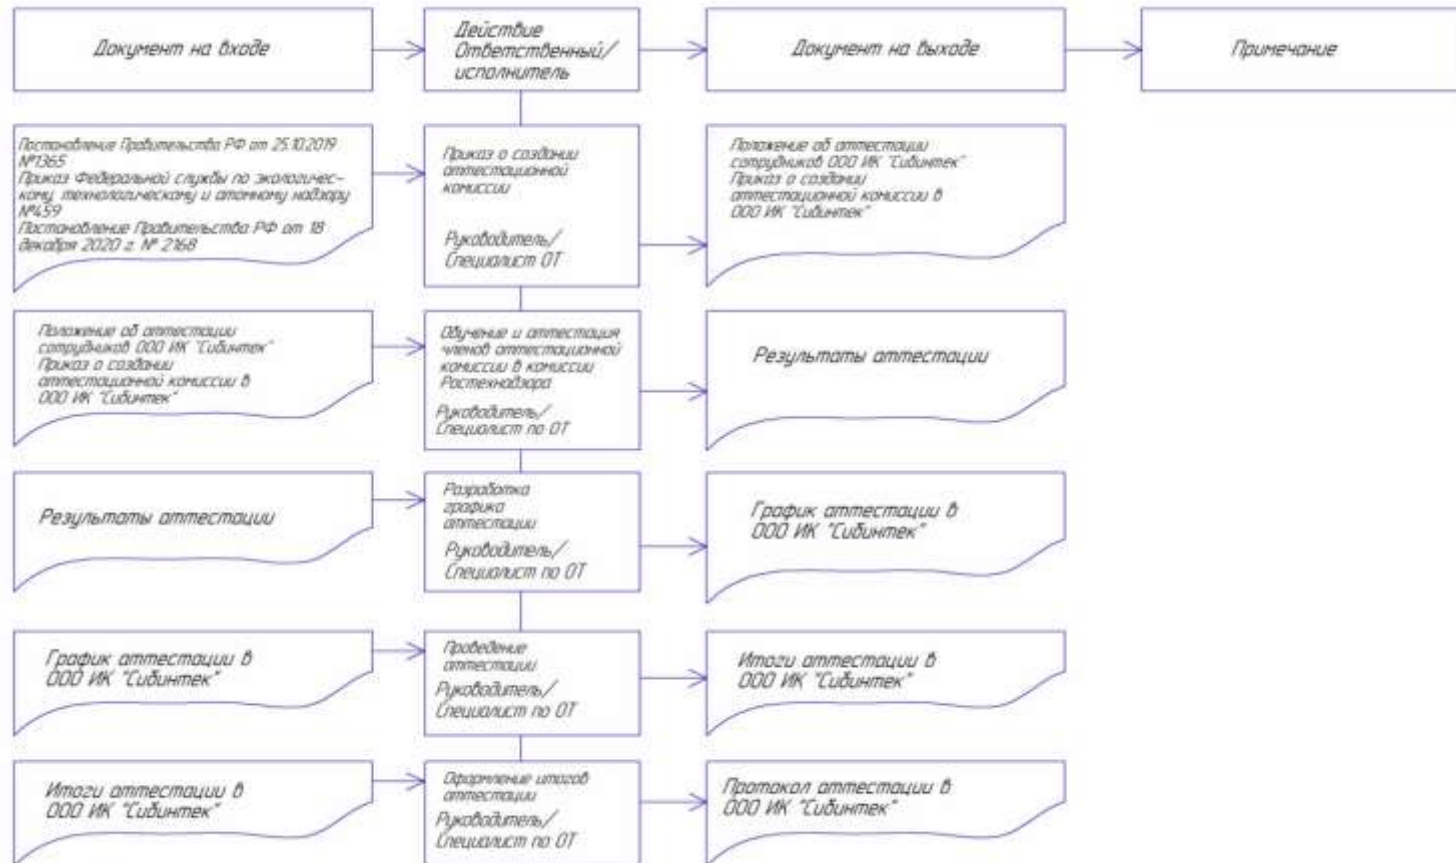 Документ на входе
Действие
Ответственный/
исполнитель
Документ на выходе
Примечание
Постановление Правительства РФ от 25.10.2019
№1365
Приказ Федеральной службы по экологичес-
кому технологическому и атомному надзору
№459
Постановление Правительства РФ от 18
декабря 2020 г. № 2168
Приказ о создании
аттестационной
комиссии
Руководитель/
Специалист ОТ
Положение об аттестации
сотрудников ООО ИК "Сибинтек"
Приказ о создании
аттестационной комиссии в
ООО ИК "Сибинтек"
Положение об аттестации
сотрудников ООО ИК "Сибинтек"
Приказ о создании
аттестационной комиссии в
ООО ИК "Сибинтек"
Обучение и аттестация
членов аттестационной
комиссии в комиссии
Ростехнадзора
Руководитель/
Специалист по ОТ
Результаты аттестации
Результаты аттестации
Разработка
графика
аттестации
Руководитель/
Специалист по ОТ
График аттестации в
ООО ИК "Сибинтек"
График аттестации в
ООО ИК "Сибинтек"
Проведение
аттестации
Руководитель/
Специалист по ОТ
Итоги аттестации в
ООО ИК "Сибинтек"
Итоги аттестации в
ООО ИК "Сибинтек"
Оформление итогов
аттестации
Руководитель/
Специалист по ОТ
Протокол аттестации в
ООО ИК "Сибинтек"